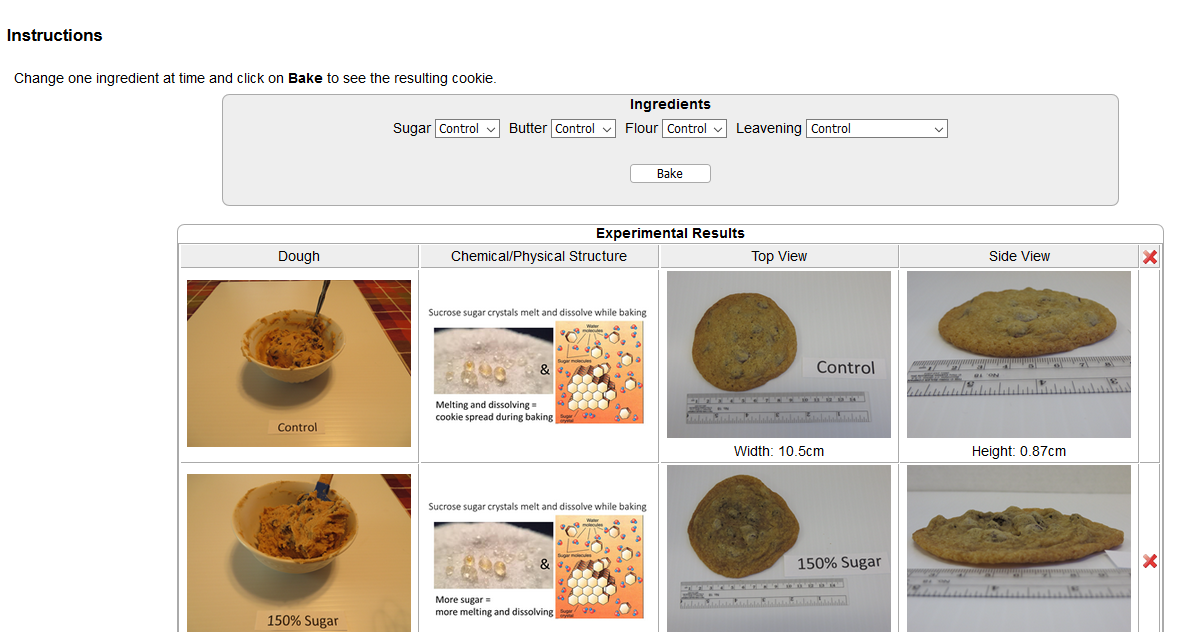 Instructions
Change one ingredient at time and click on Bake to see the resulting cookie.
Ingredients
Sugar Control Butter Control Flour Control Leavening Control
Bake
Experimental Results
Dough Chemical/Physical Structure Top View Side View
Control
Sucrose sugar crystals melt and dissolve while baking
Water molecules
Sugar molecules
&
Sugar crystal
Melting and dissolving =
cookie spread during baking
Control
Width: 10.5cm
Height: 0.87cm
150% Sugar
Sucrose sugar crystals melt and dissolve while baking
Water molecules
Sugar molecules
&
Sugar crystal
More sugar =
more melting and dissolving
150% Sugar